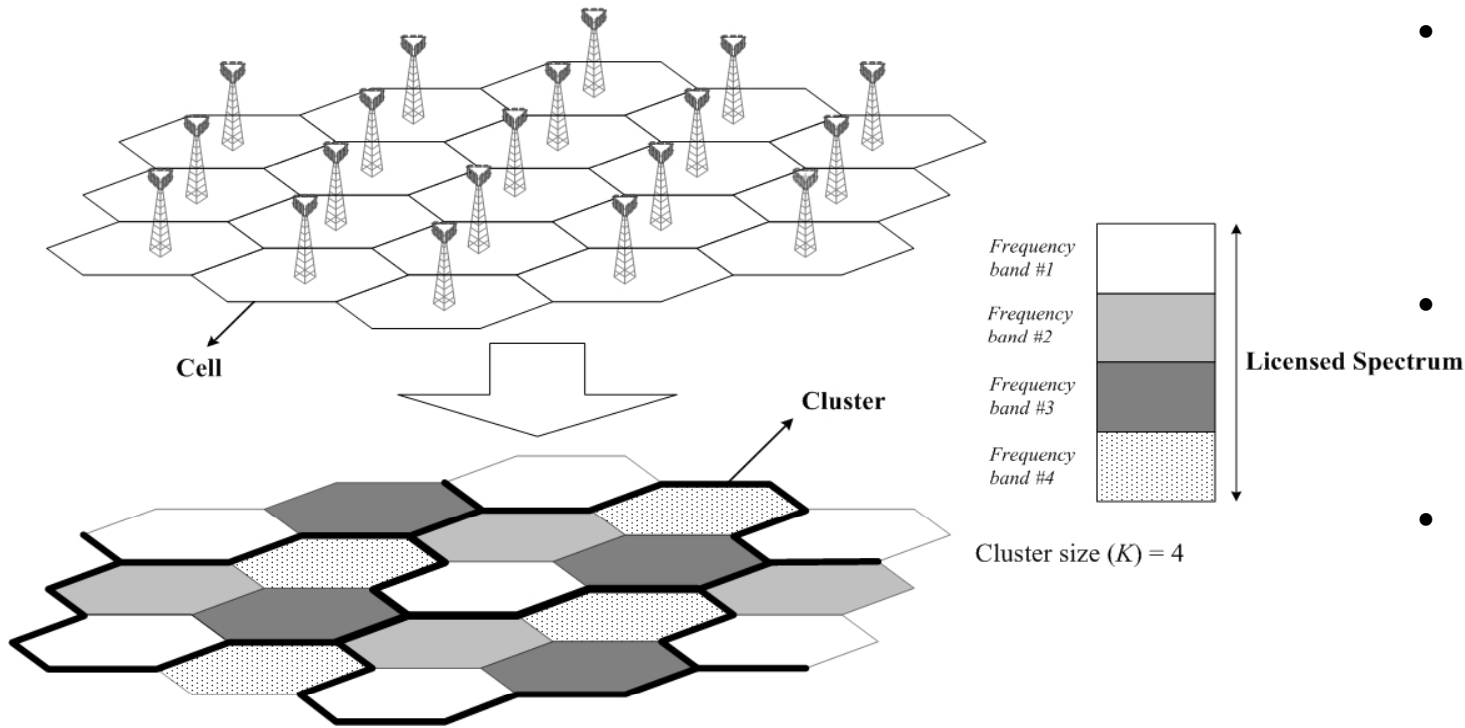 Cell
Cluster
Frequency
band #1
Frequency
band #2
Frequency
band #3
Frequency
band #4
Licensed Spectrum
Cluster size (K) = 4